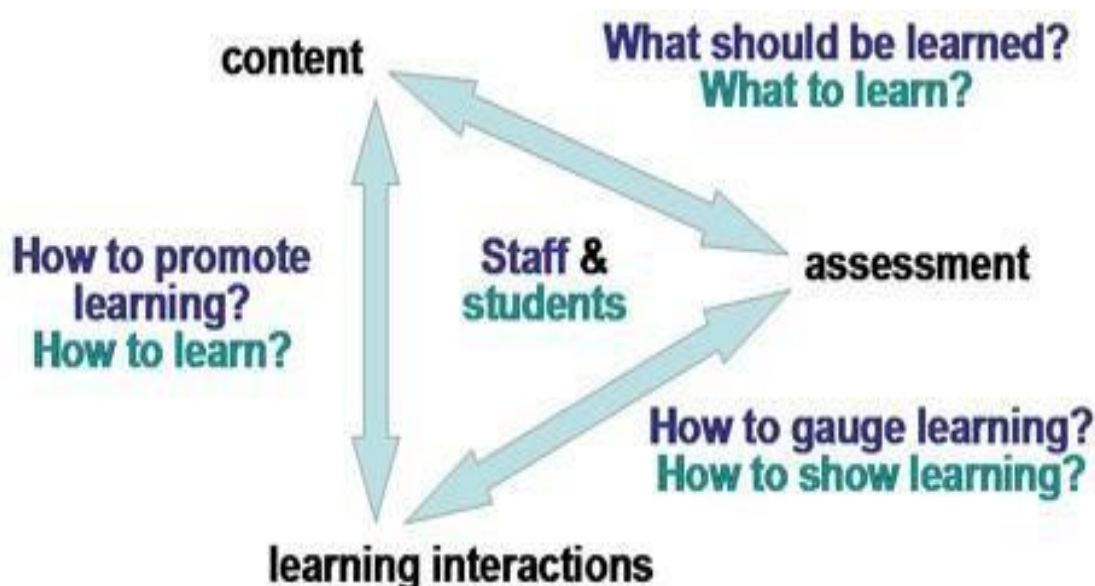 content
What should be learned?
What to learn?
How to promote
learning?
How to learn?
Staff &
students
assessment
How to gauge learning?
How to show learning?
learning interactions